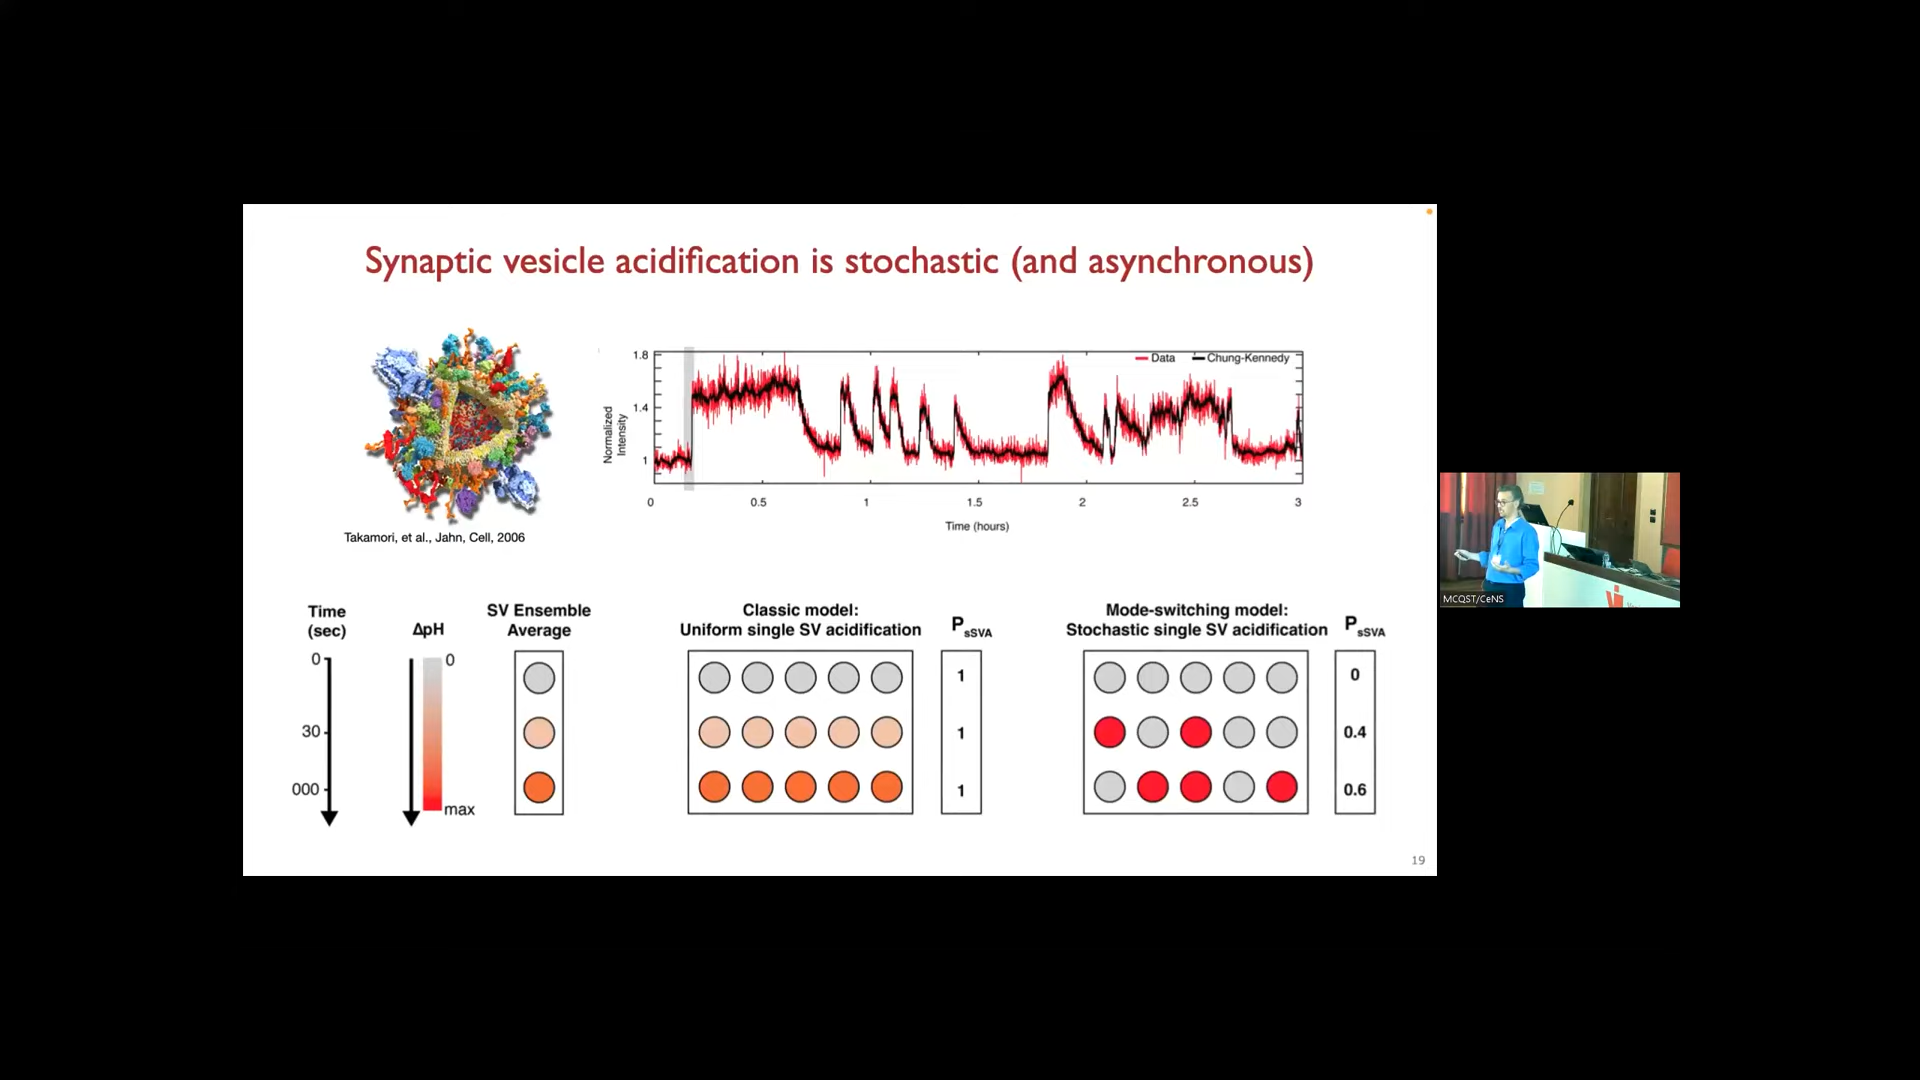 Synaptic vesicle acidification is stochastic (and asynchronous)
1.8
1.4
1
Normalized
Intensity
Data
Chung-Kennedy
0
0.5
1
1.5
2
2.5
3
Time (hours)
Takamori, et al., Jahn, Cell, 2006
Time
(sec)
0
30
000
ΔpH
0
max
SV Ensemble
Average
Classic model:
Uniform single SV acidification
PsSVA
1
1
1
Mode-switching model:
Stochastic single SV acidification
PsSVA
0
0.4
0.6
19
MCQST/CeNS